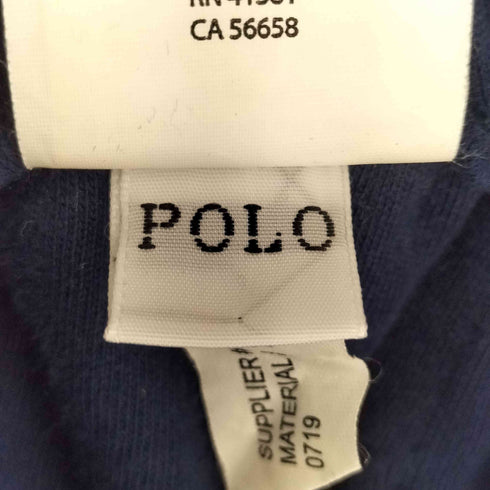 CA 56658
POLO
SUPPLIER
MATERIAL
0719